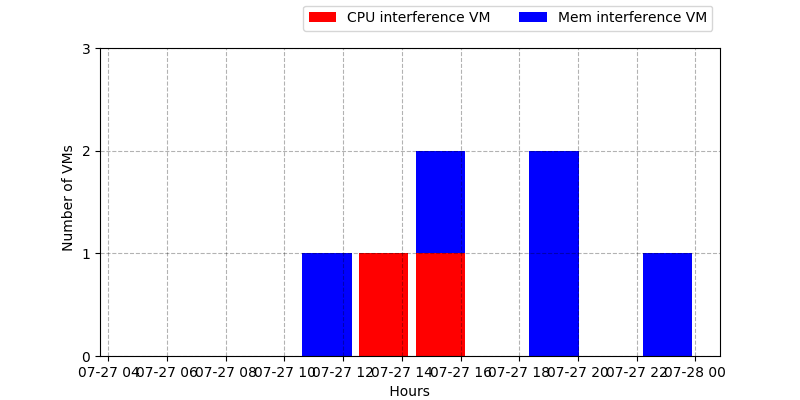 CPU interference VM Mem interference VM
3
2
1
0
Number of VMs
07-27 04 07-27 06 07-27 08 07-27 10 07-27 12 07-27 14 07-27 16 07-27 18 07-27 20 07-27 22 07-28 00
Hours